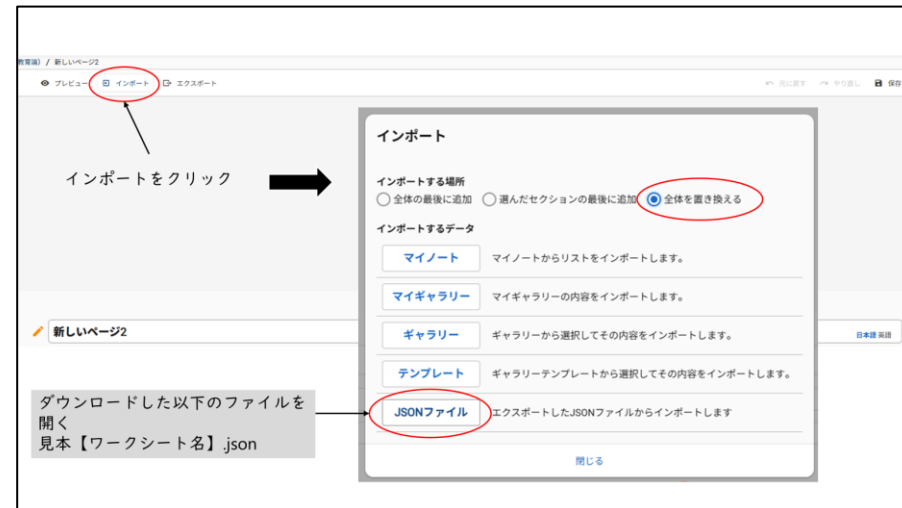 教育論) / 新しいページ2
プレビュー インポート エクスポート 元に戻す やり直し 保存
インポートをクリック
インポート
インポートする場所
全体の最後に追加 選んだセクションの最後に追加 全体を置き換える
インポートするデータ
マイノート マイノートからリストをインポートします。
マイギャラリー マイギャラリーの内容をインポートします。
ギャラリー ギャラリーから選択してその内容をインポートします。
テンプレート ギャラリーテンプレートから選択してその内容をインポートします。
JSONファイル エクスポートしたJSONファイルからインポートします
閉じる
新しいページ2
日本語 英語
ダウンロードした以下のファイルを
開く
見本【ワークシート名】.json